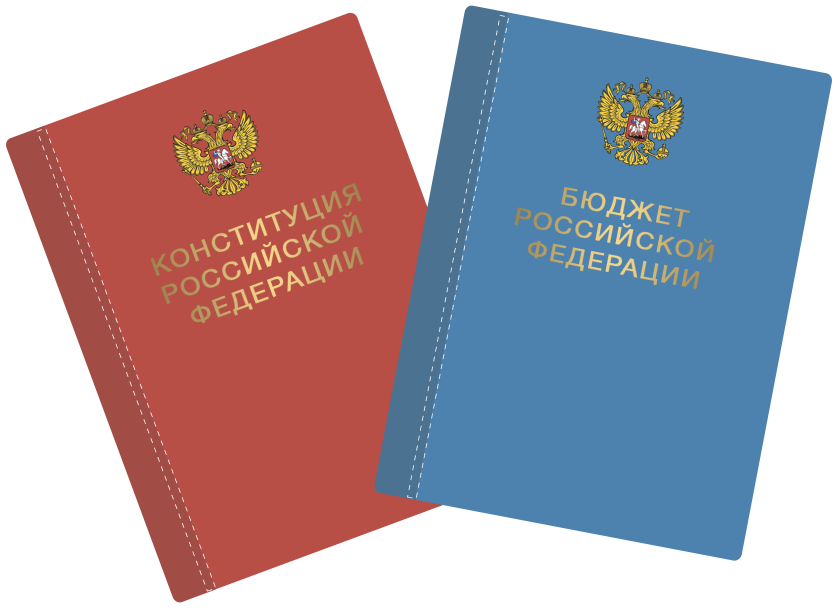 КОНСТИТУЦИЯ
РОССИЙСКОЙ
ФЕДЕРАЦИИ
БЮДЖЕТ
РОССИЙСКОЙ
ФЕДЕРАЦИИ